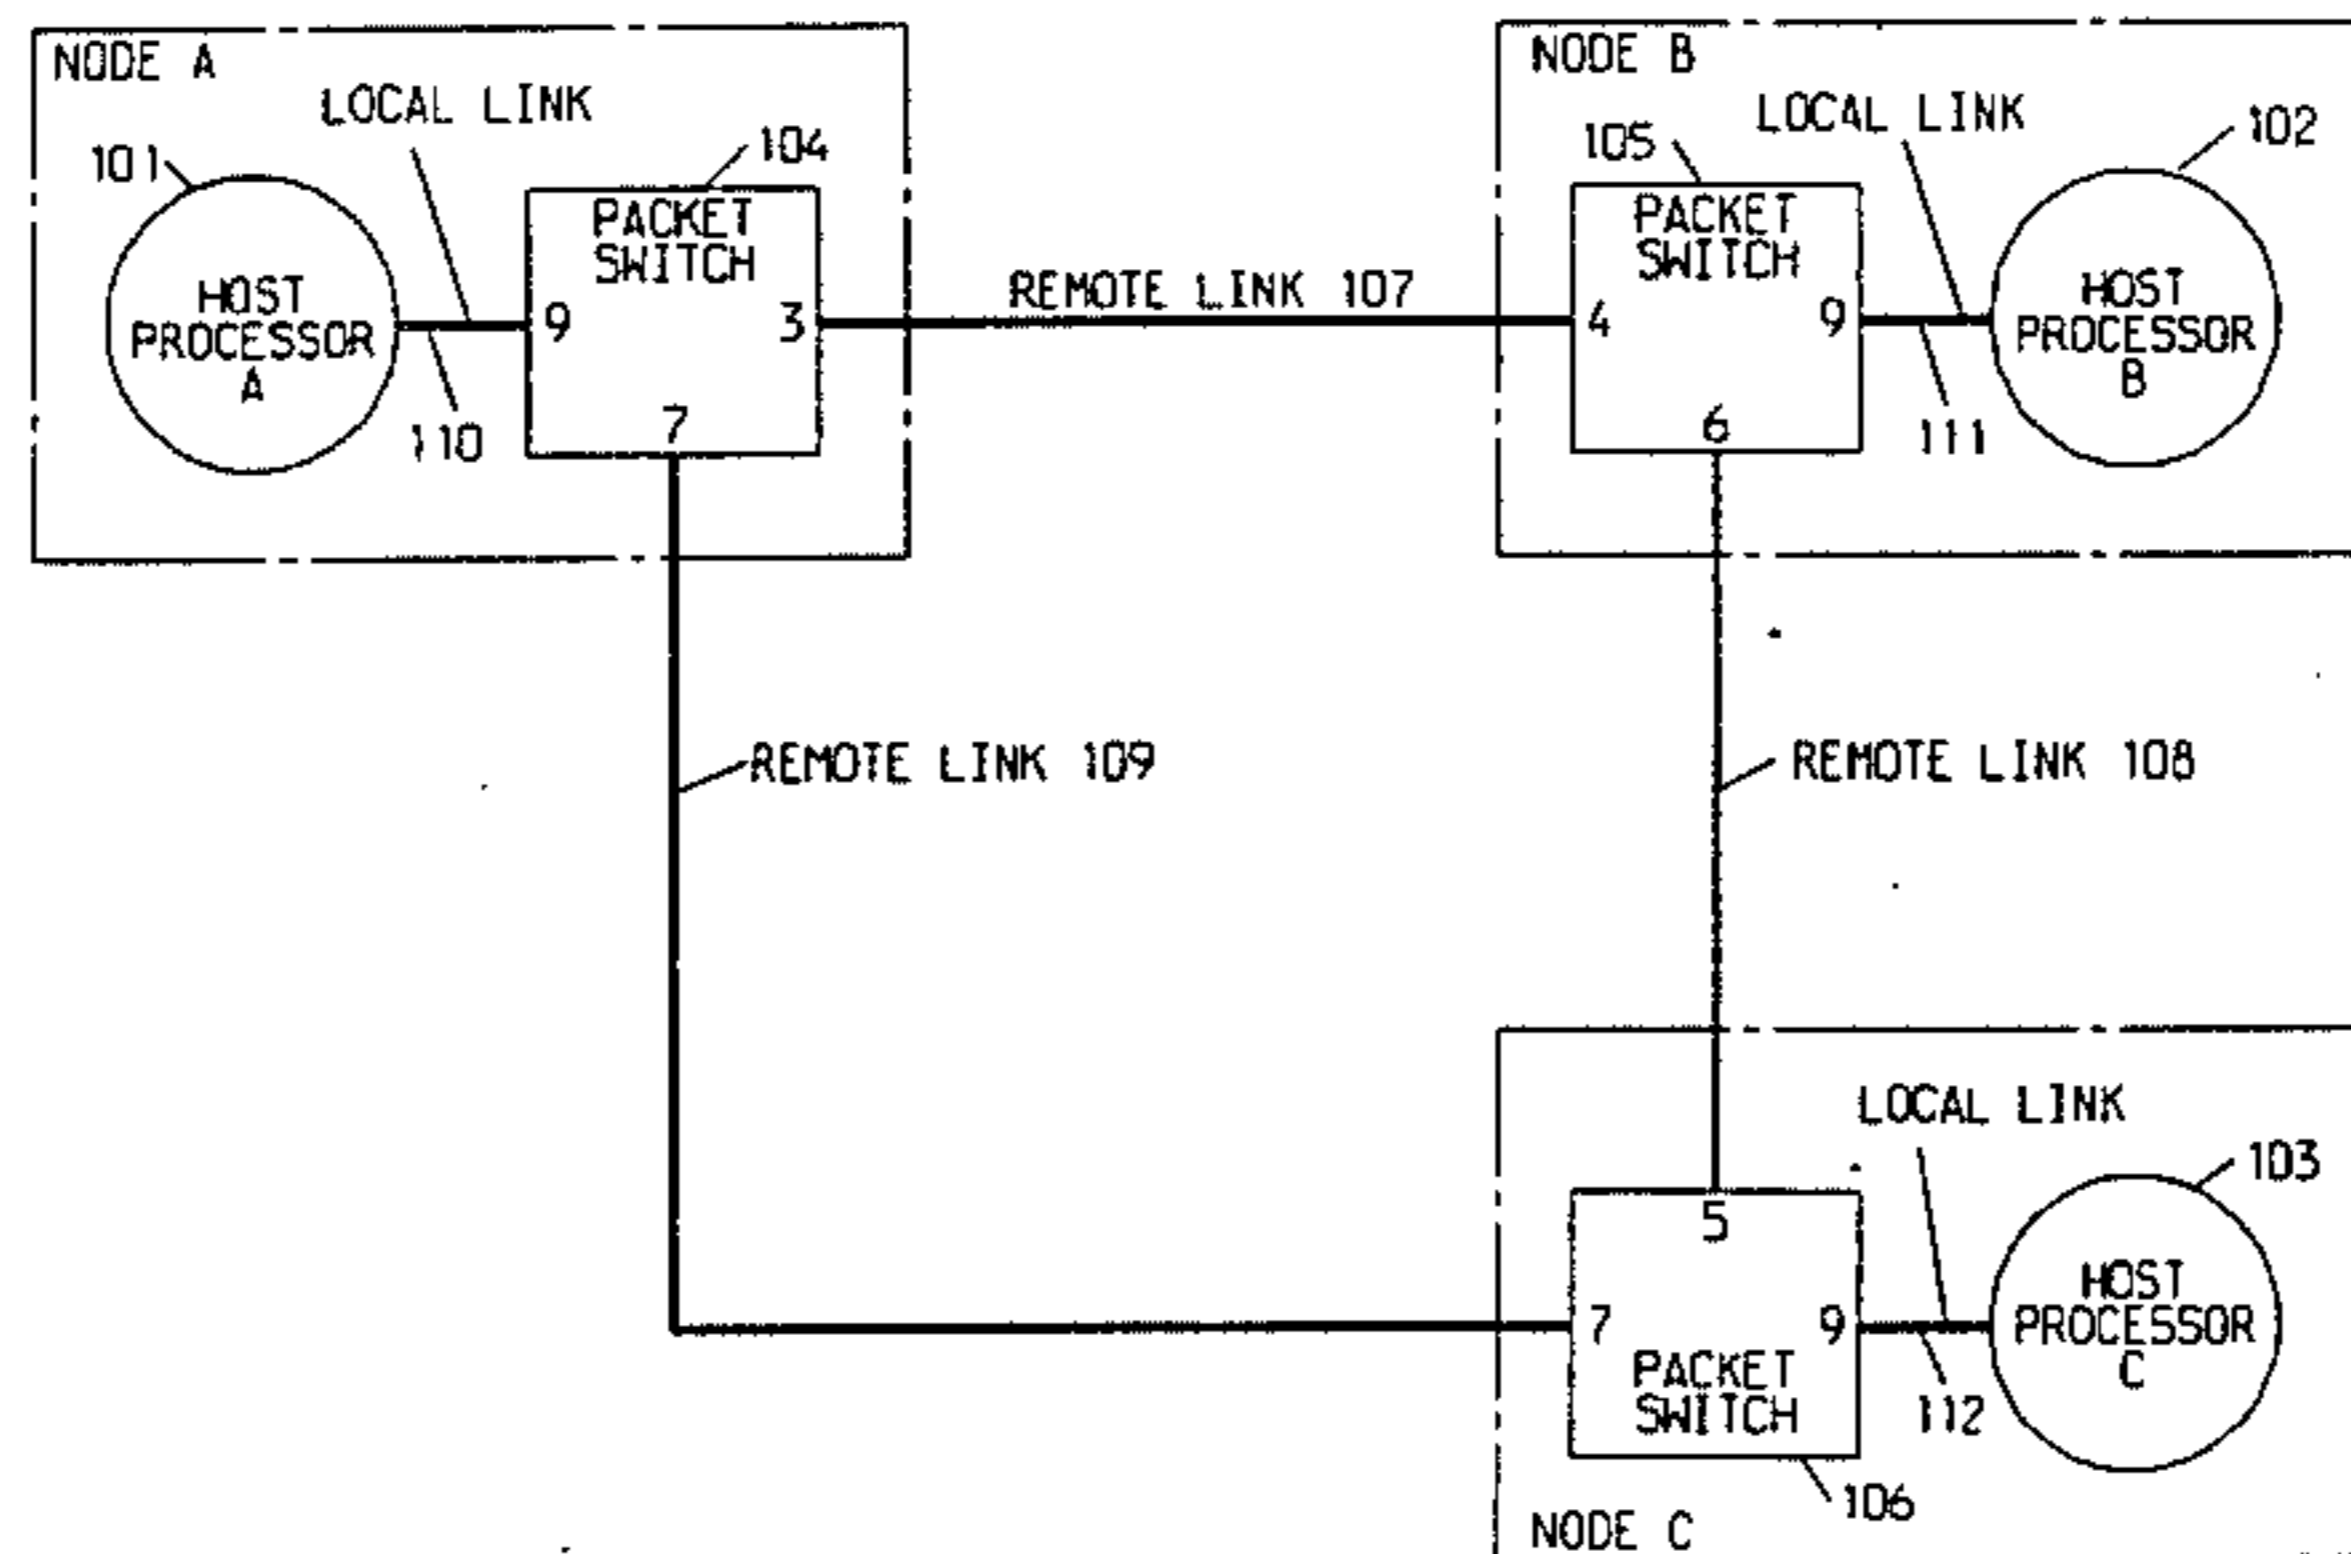 NODE A
LOCAL LINK
101
104
PACKET
SWITCH
HOST
PROCESSOR
A
9
3
7
110
REMOTE LINK 107
NODE B
LOCAL LINK
105
102
PACKET
SWITCH
4
9
6
HOST
PROCESSOR
B
111
REMOTE LINK 109
REMOTE LINK 108
LOCAL LINK
103
5
7
9
PACKET
SWITCH
HOST
PROCESSOR
C
112
106
NODE C